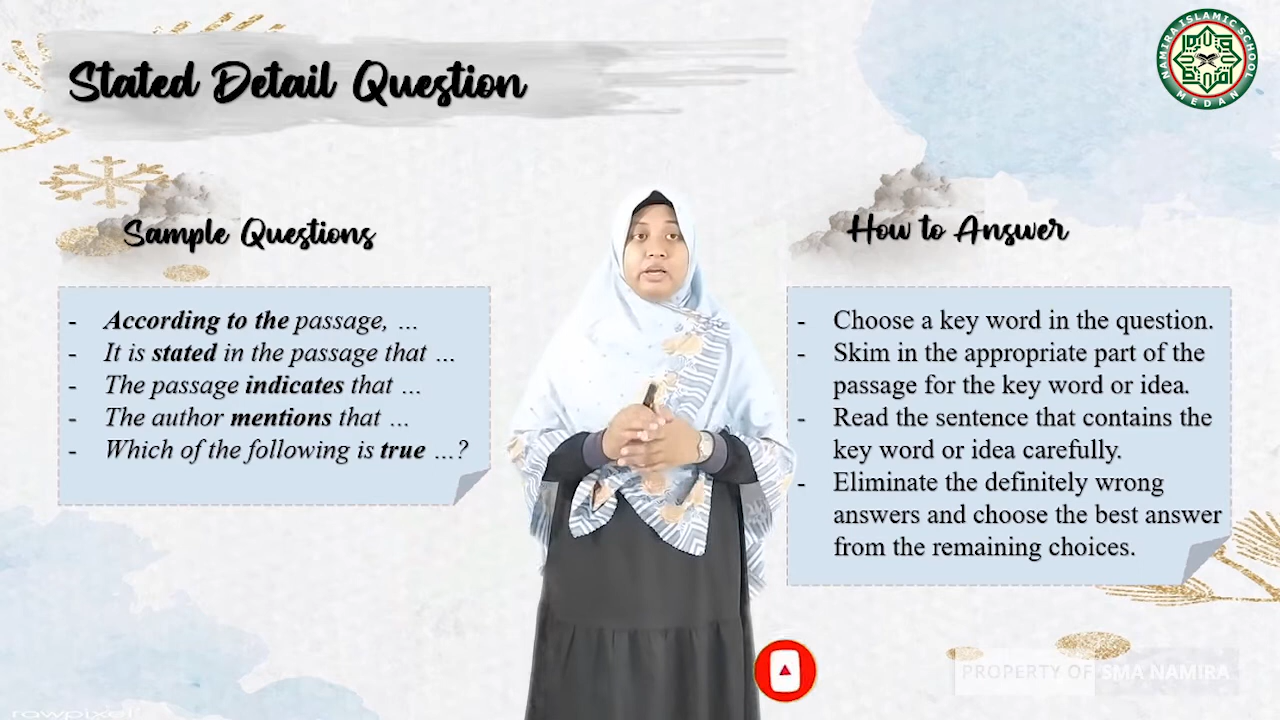 Stated Detail Question
NAMIRA ISLAMIC SCHOOL
MEDAN
Sample Questions
- According to the passage, …
- It is stated in the passage that …
- The passage indicates that …
- The author mentions that …
- Which of the following is true …?
How to Answer
- Choose a key word in the question.
- Skim in the appropriate part of the
passage for the key word or idea.
- Read the sentence that contains the
key word or idea carefully.
- Eliminate the definitely wrong
answers and choose the best answer
from the remaining choices.
PROPERTY OF SMA NAMIRA
rawpixel